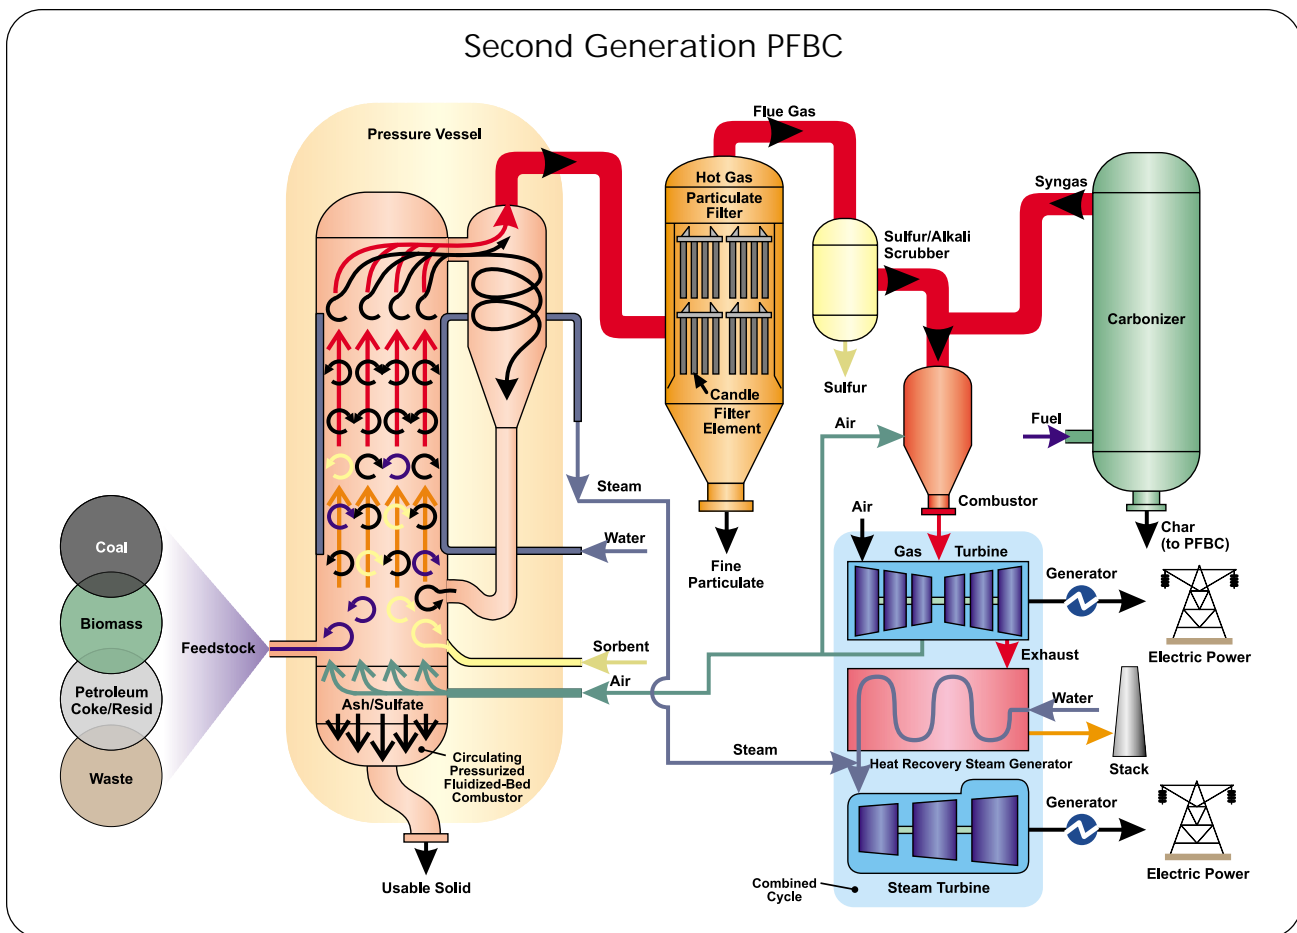 Second Generation PFBC
Pressure Vessel
Flue Gas
Hot Gas
Particulate
Filter
Candle
Filter
Element
Fine
Particulate
Sulfur/Alkali
Scrubber
Sulfur
Syngas
Carbonizer
Fuel
Char
(to PFBC)
Air
Combustor
Air
Gas
Turbine
Generator
Electric Power
Exhaust
Water
Heat Recovery Steam Generator
Stack
Steam
Generator
Electric Power
Steam Turbine
Combined
Cycle
Steam
Water
Sorbent
Air
Coal
Biomass
Petroleum
Coke/Resid
Waste
Feedstock
Ash/Sulfate
Circulating
Pressurized
Fluidized-Bed
Combustor
Usable Solid